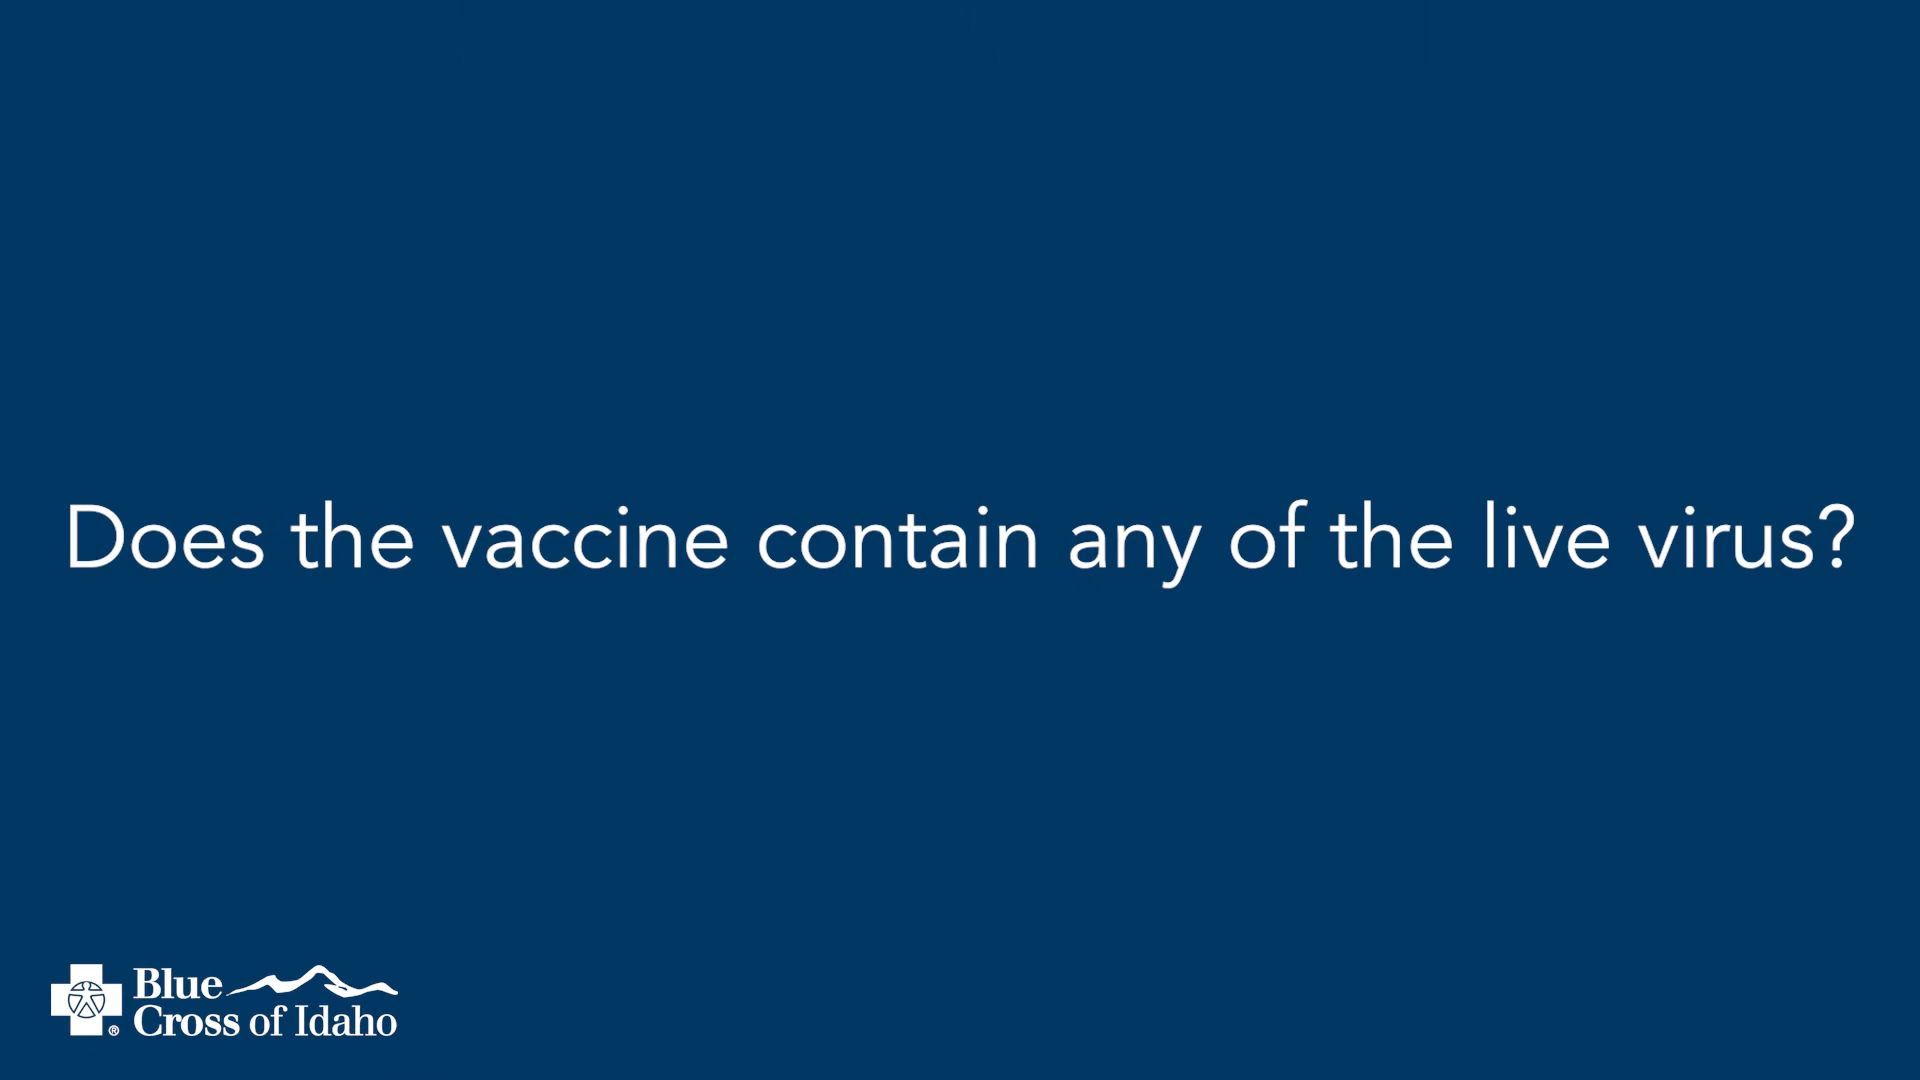 Does the vaccine contain any of the live virus?
Blue
Cross of Idaho
®